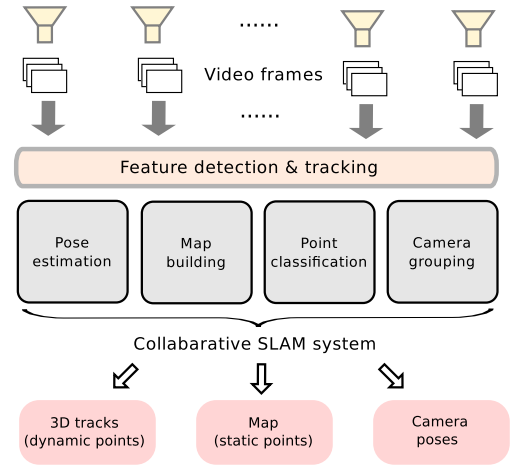 ......
Video frames
......
Feature detection & tracking
Pose
estimation
Map
building
Point
classification
Camera
grouping
Collabarative SLAM system
3D tracks
(dynamic points)
Map
(static points)
Camera
poses